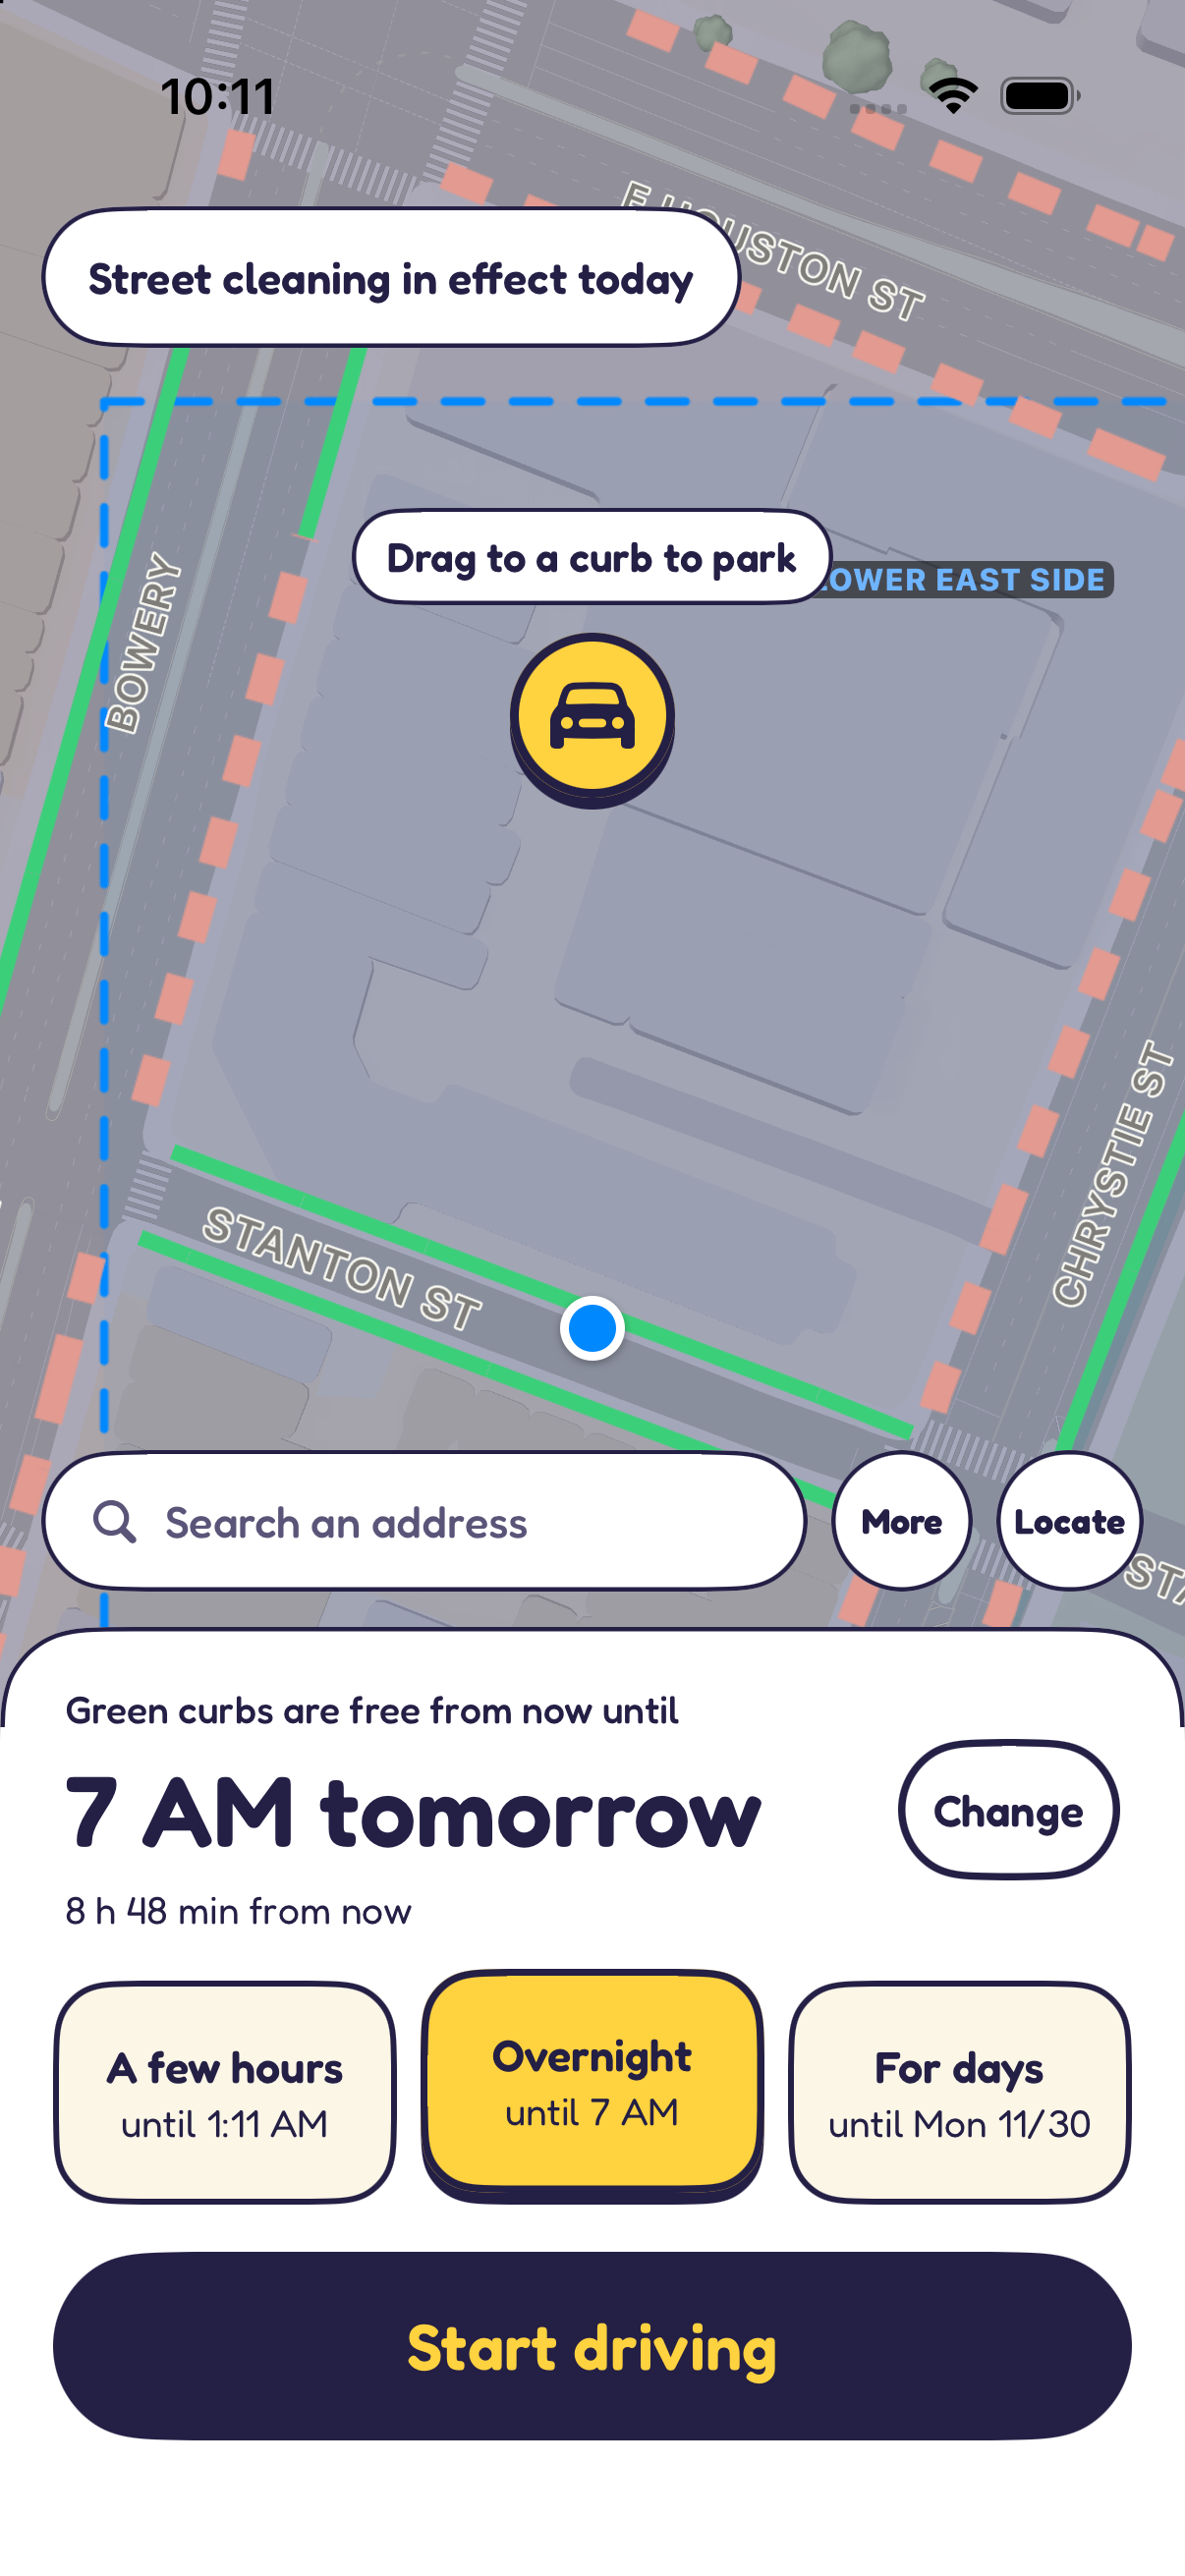 10:11
E HOUSTON ST
Street cleaning in effect today
Drag to a curb to park
LOWER EAST SIDE
BOWERY
CHRYSTIE ST
STANTON ST
Search an address
More
Locate
STA
Green curbs are free from now until
7 AM tomorrow
Change
8 h 48 min from now
A few hours
until 1:11 AM
Overnight
until 7 AM
For days
until Mon 11/30
Start driving